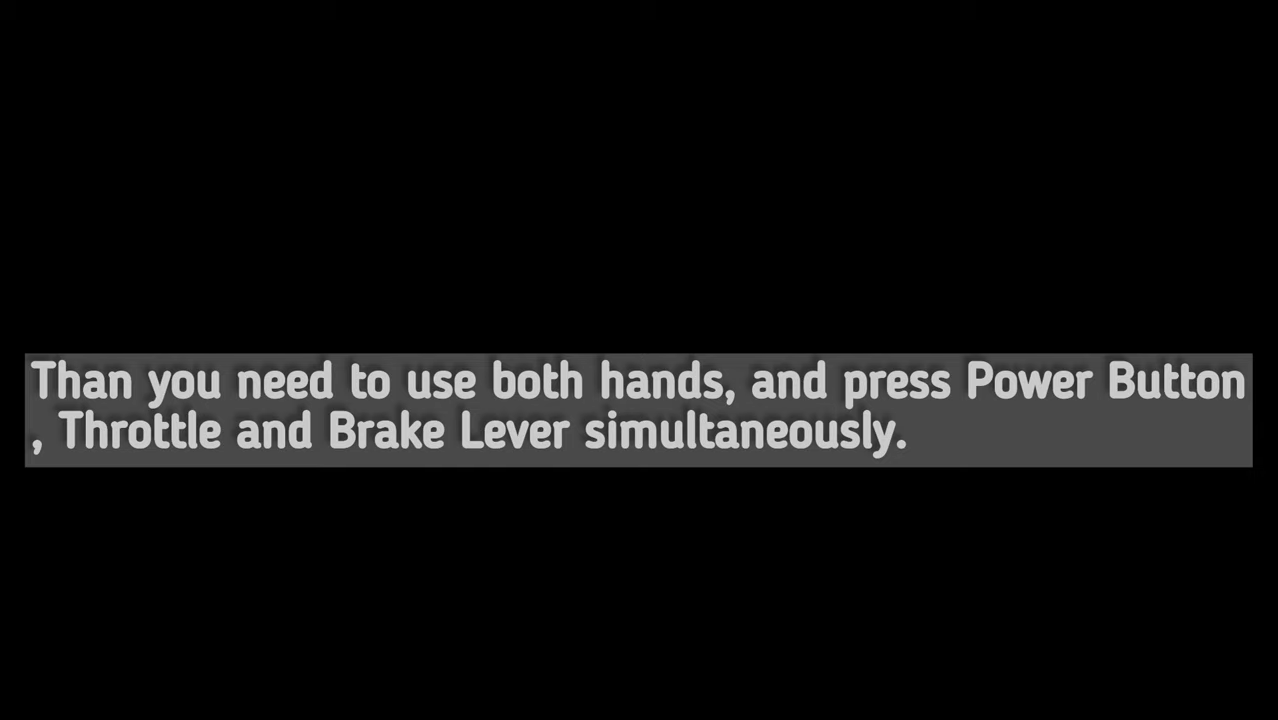 Than you need to use both hands, and press Power Button
, Throttle and Brake Lever simultaneously.